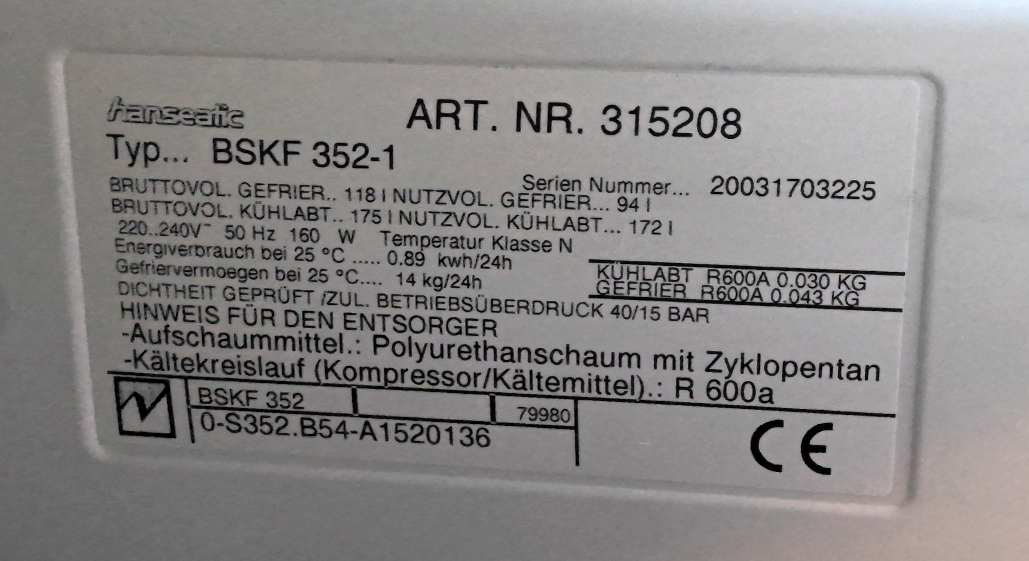 hanseatic ART. NR. 315208
Typ... BSKF 352-1
Serien Nummer... 20031703225
BRUTTOVOL. GEFRIER.. 118 l NUTZVOL. GEFRIER... 94 l
BRUTTOVOL. KÜHLABT.. 175 l NUTZVOL. KÜHLABT... 172 l
220..240V~ 50 Hz 160 W Temperatur Klasse N
Energiverbrauch bei 25 °C ..... 0.89 kwh/24h
Gefriervermoegen bei 25 °C.... 14 kg/24h
KÜHLABT R600A 0.030 KG
GEFRIER R600A 0.043 KG
DICHTHEIT GEPRÜFT /ZUL. BETRIEBSÜBERDRUCK 40/15 BAR
HINWEIS FÜR DEN ENTSORGER
-Aufschaummittel.: Polyurethanschaum mit Zyklopentan
-Kältekreislauf (Kompressor/Kältemittel).: R 600a
BSKF 352 79980
0-S352.B54-A1520136
CE